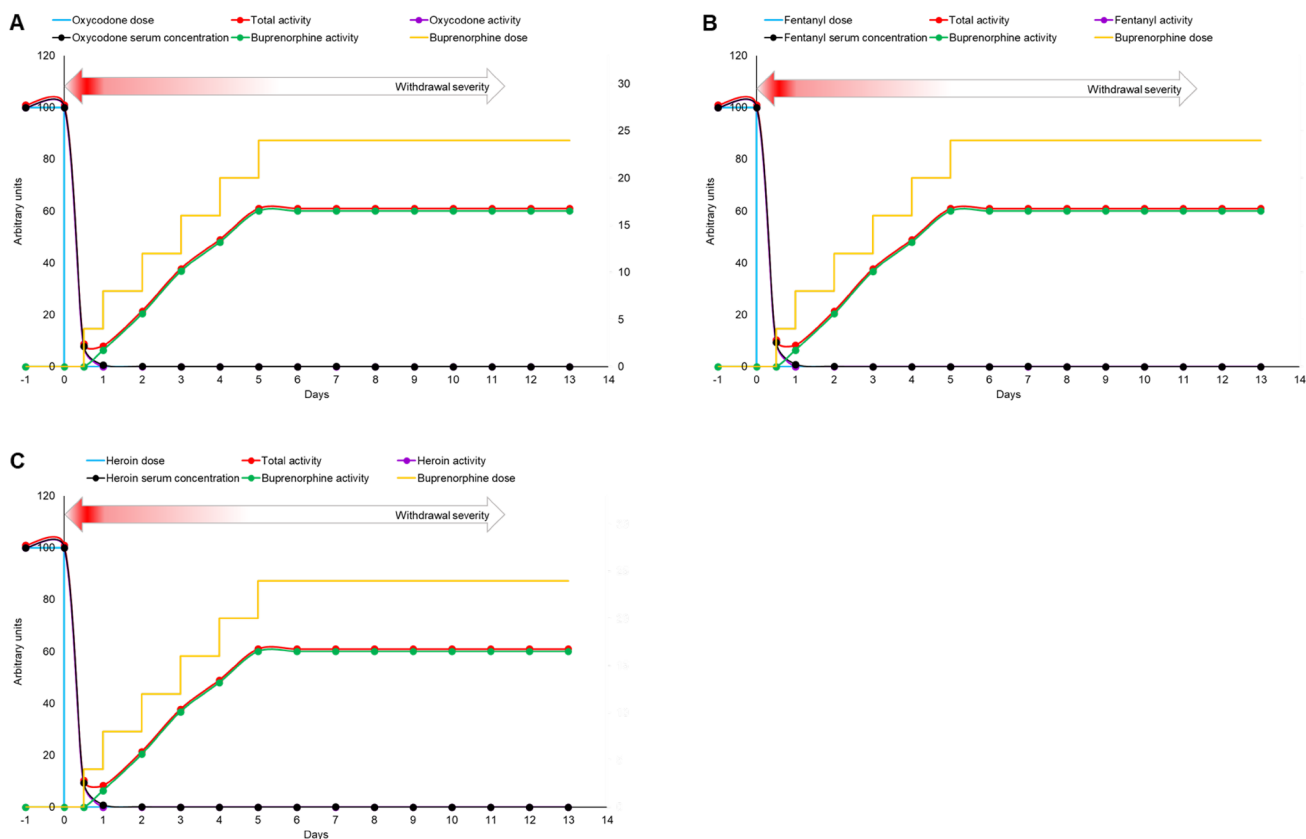 A
Oxycodone dose Total activity Oxycodone activity
Oxycodone serum concentration Buprenorphine activity Buprenorphine dose
120
100
80
60
40
20
0
Arbitrary units
Withdrawal severity
30
25
20
15
10
5
0
-1 0 1 2 3 4 5 6 7 8 9 10 11 12 13 14
Days
B
Fentanyl dose Total activity Fentanyl activity
Fentanyl serum concentration Buprenorphine activity Buprenorphine dose
120
100
80
60
40
20
0
Arbitrary units
Withdrawal severity
-1 0 1 2 3 4 5 6 7 8 9 10 11 12 13 14
Days
C
Heroin dose Total activity Heroin activity
Heroin serum concentration Buprenorphine activity Buprenorphine dose
120
100
80
60
40
20
0
Arbitrary units
Withdrawal severity
-1 0 1 2 3 4 5 6 7 8 9 10 11 12 13 14
Days